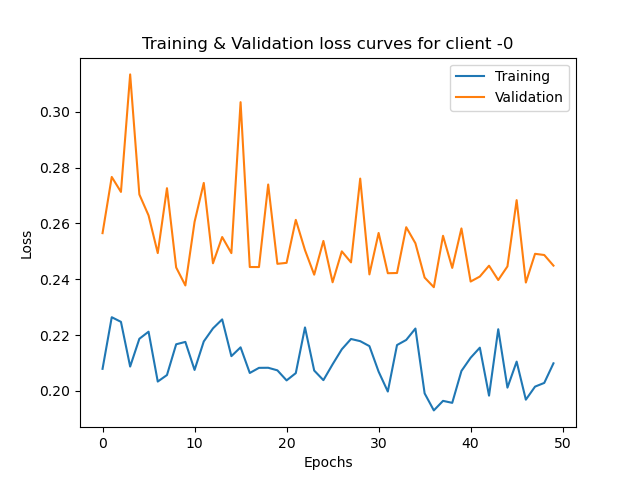 Training & Validation loss curves for client -0
Training
Validation
Loss
0.30
0.28
0.26
0.24
0.22
0.20
0 10 20 30 40 50
Epochs